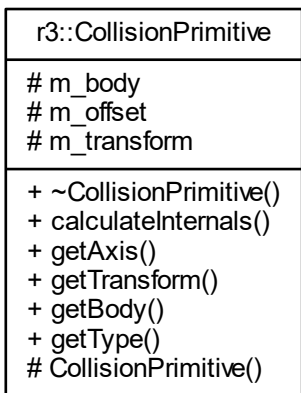 r3::CollisionPrimitive
# m_body
# m_offset
# m_transform
+ ~CollisionPrimitive()
+ calculateInternals()
+ getAxis()
+ getTransform()
+ getBody()
+ getType()
# CollisionPrimitive()